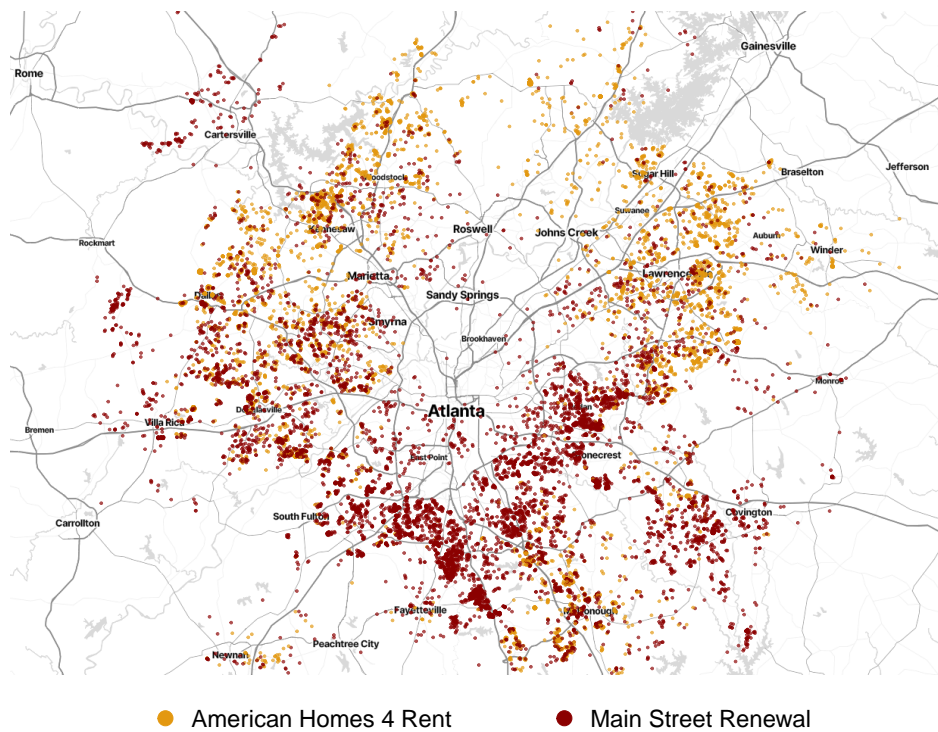 Gainesville
Rome
Cartersville
Jefferson
Braselton
Sugar Hill
Woodstock
Suwanee
Kennesaw
Roswell
Johns Creek
Auburn
Rockmart
Winder
Marietta
Lawrenceville
Dallas
Sandy Springs
Smyrna
Brookhaven
Monroe
Atlanta
Douglasville
Villa Rica
Bremen
East Point
Stonecrest
Covington
South Fulton
Carrollton
Fayetteville
McDonough
Peachtree City
Newnan
American Homes 4 Rent
Main Street Renewal